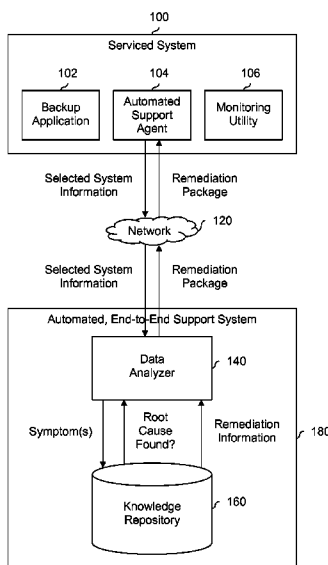 100
Serviced System
102
104
106
Backup
Application
Automated
Support
Agent
Monitoring
Utility
Selected System
Information
Remediation
Package
Network
120
Selected System
Information
Remediation
Package
Automated, End-to-End Support System
Data
Analyzer
140
Symptom(s)
Root
Cause
Found?
Remediation
Information
180
Knowledge
Repository
160